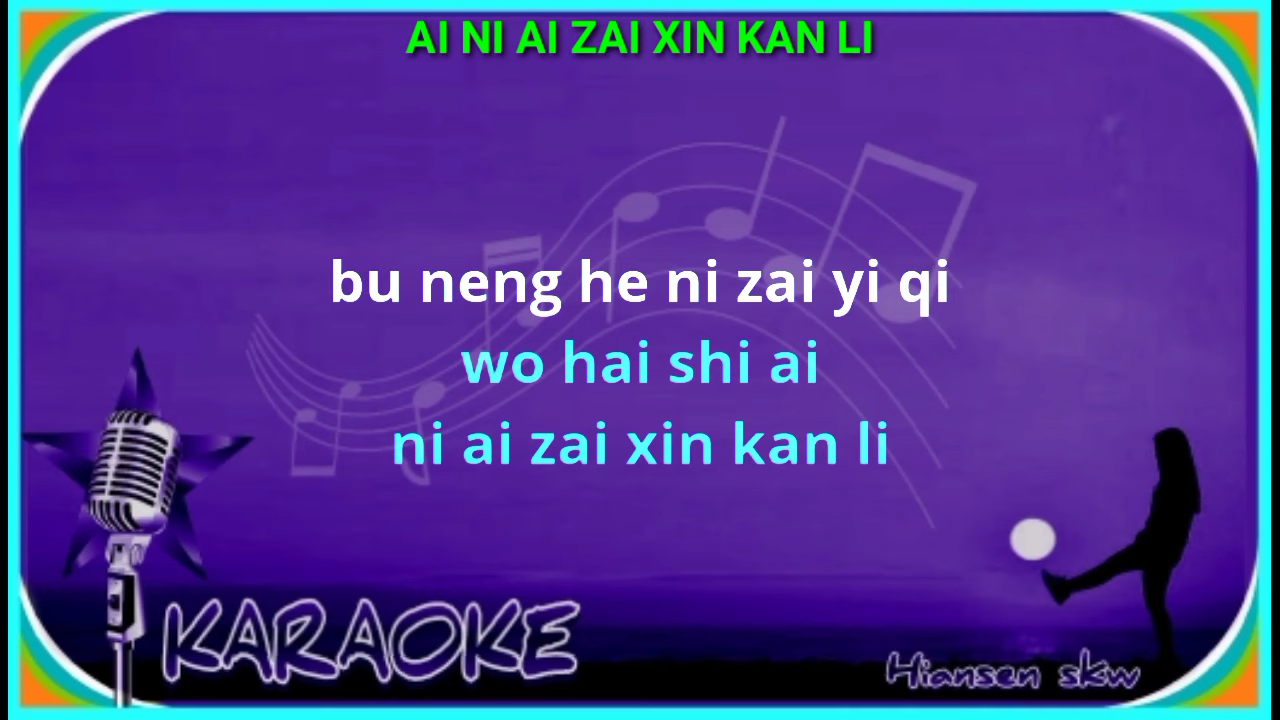 AI NI AI ZAI XIN KAN LI
bu neng he ni zai yi qi
wo hai shi ai
ni ai zai xin kan li
KARAOKE
Hiansen skw